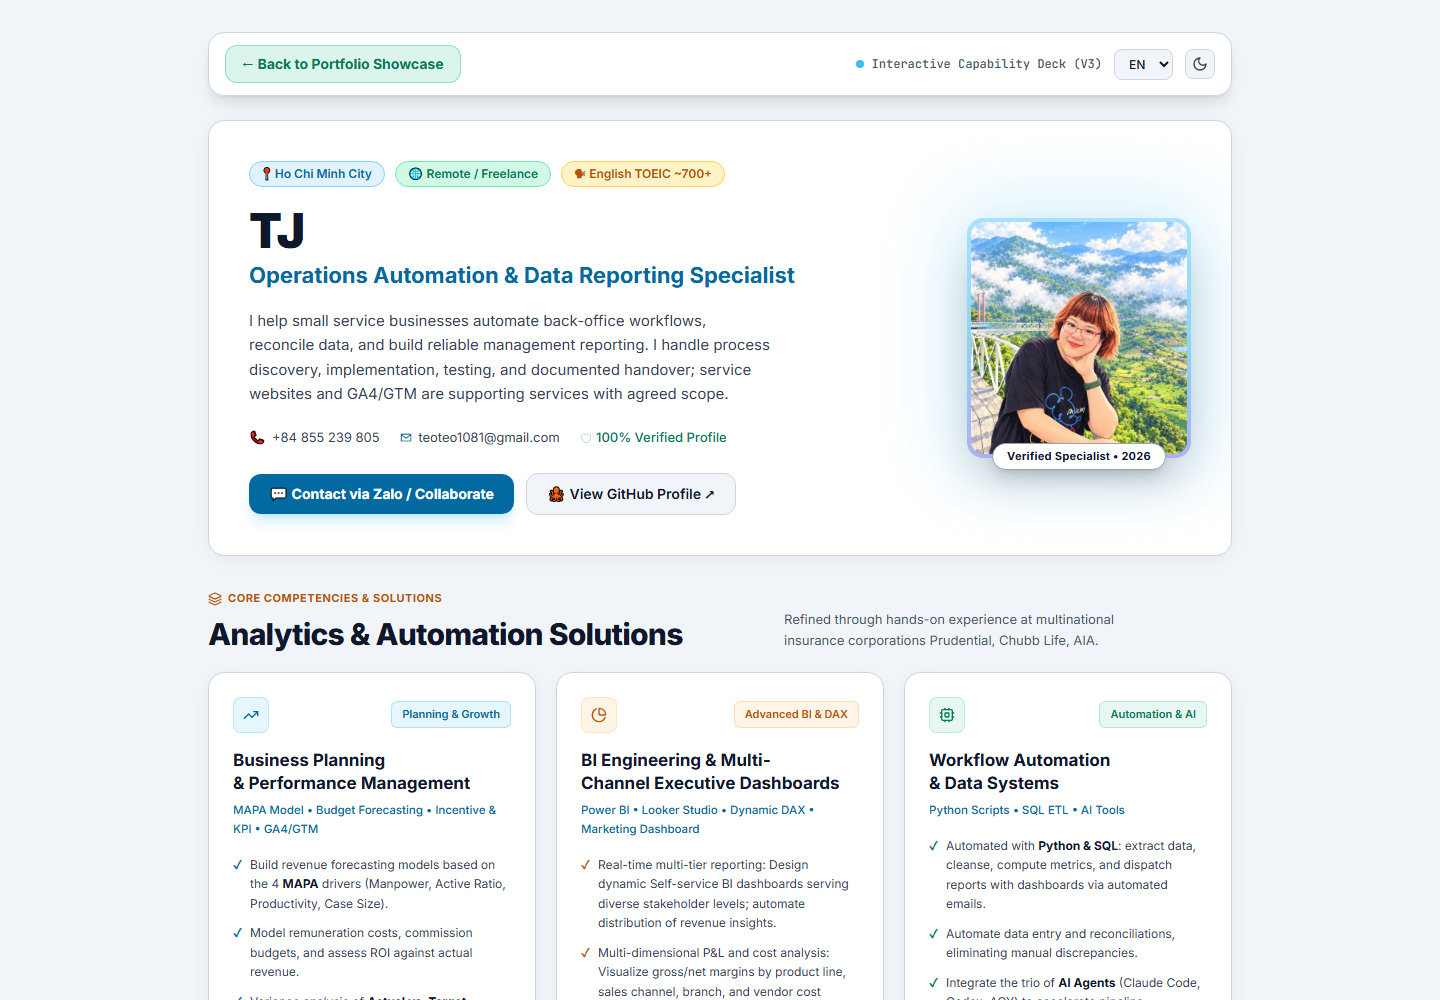 ← Back to Portfolio Showcase
Interactive Capability Deck (V3)
EN
Ho Chi Minh City
Remote / Freelance
English TOEIC ~700+
TJ
Operations Automation & Data Reporting Specialist
I help small service businesses automate back-office workflows,
reconcile data, and build reliable management reporting. I handle process
discovery, implementation, testing, and documented handover; service
websites and GA4/GTM are supporting services with agreed scope.
+84 855 239 805
teoteo1081@gmail.com
100% Verified Profile
Verified Specialist • 2026
Contact via Zalo / Collaborate
View GitHub Profile ↗
CORE COMPETENCIES & SOLUTIONS
Analytics & Automation Solutions
Refined through hands-on experience at multinational
insurance corporations Prudential, Chubb Life, AIA.
Planning & Growth
Business Planning
& Performance Management
MAPA Model • Budget Forecasting • Incentive &
KPI • GA4/GTM
✓ Build revenue forecasting models based on
the 4 MAPA drivers (Manpower, Active Ratio,
Productivity, Case Size).
✓ Model remuneration costs, commission
budgets, and assess ROI against actual
revenue.
Variance analysis of Actual vs. Target
Advanced BI & DAX
BI Engineering & Multi-
Channel Executive Dashboards
Power BI • Looker Studio • Dynamic DAX •
Marketing Dashboard
✓ Real-time multi-tier reporting: Design
dynamic Self-service BI dashboards serving
diverse stakeholder levels; automate
distribution of revenue insights.
✓ Multi-dimensional P&L and cost analysis:
Visualize gross/net margins by product line,
sales channel, branch, and vendor cost
Automation & AI
Workflow Automation
& Data Systems
Python Scripts • SQL ETL • AI Tools
✓ Automated with Python & SQL: extract data,
cleanse, compute metrics, and dispatch
reports with dashboards via automated
emails.
✓ Automate data entry and reconciliations,
eliminating manual discrepancies.
✓ Integrate the trio of AI Agents (Claude Code,